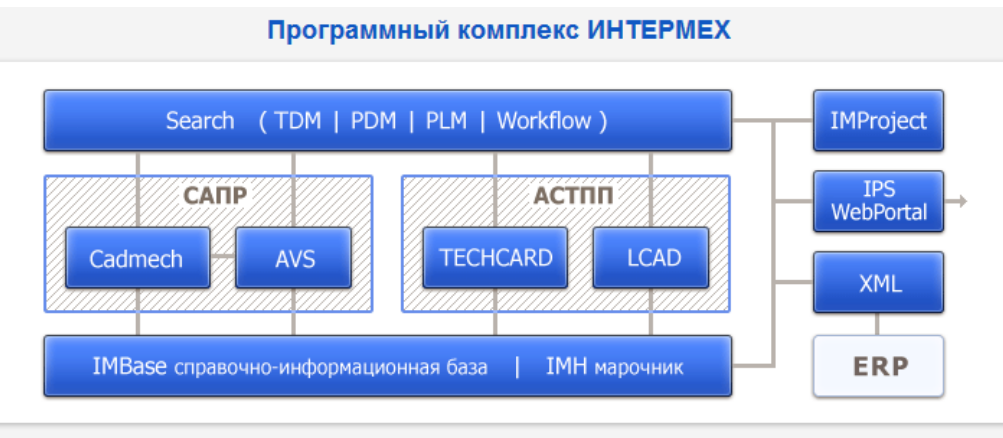 Программный комплекс ИНТЕРМЕХ
Search ( TDM | PDM | PLM | Workflow )
IMProject
САПР
АСТПП
IPS
WebPortal
Cadmech
AVS
TECHCARD
LCAD
XML
IMBase справочно-информационная база | IMH марочник
ERP